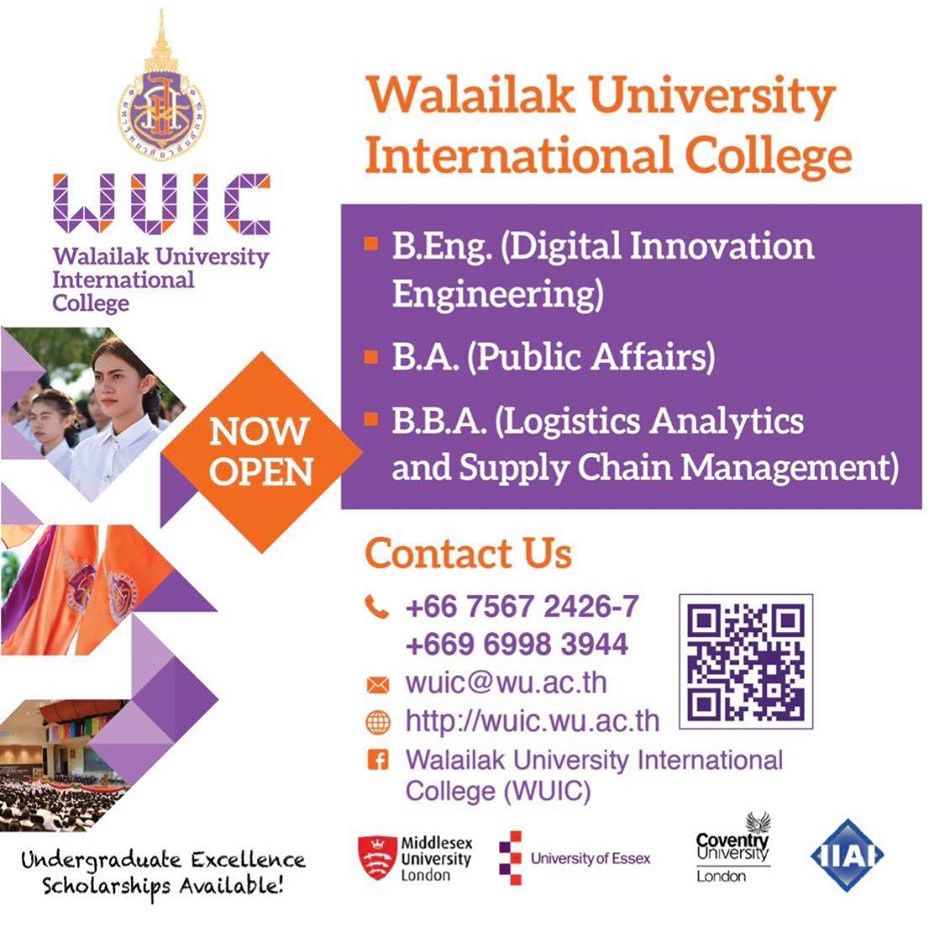 WUIC
Walailak University
International
College
Walailak University
International College
B.Eng. (Digital Innovation
Engineering)
B.A. (Public Affairs)
B.B.A. (Logistics Analytics
and Supply Chain Management)
NOW
OPEN
Contact Us
+66 7567 2426-7
+669 6998 3944
wuic@wu.ac.th
http://wuic.wu.ac.th
Walailak University International
College (WUIC)
Undergraduate Excellence
Scholarships Available!
Middlesex
University
London
University of Essex
Coventry
University
London
IIAI